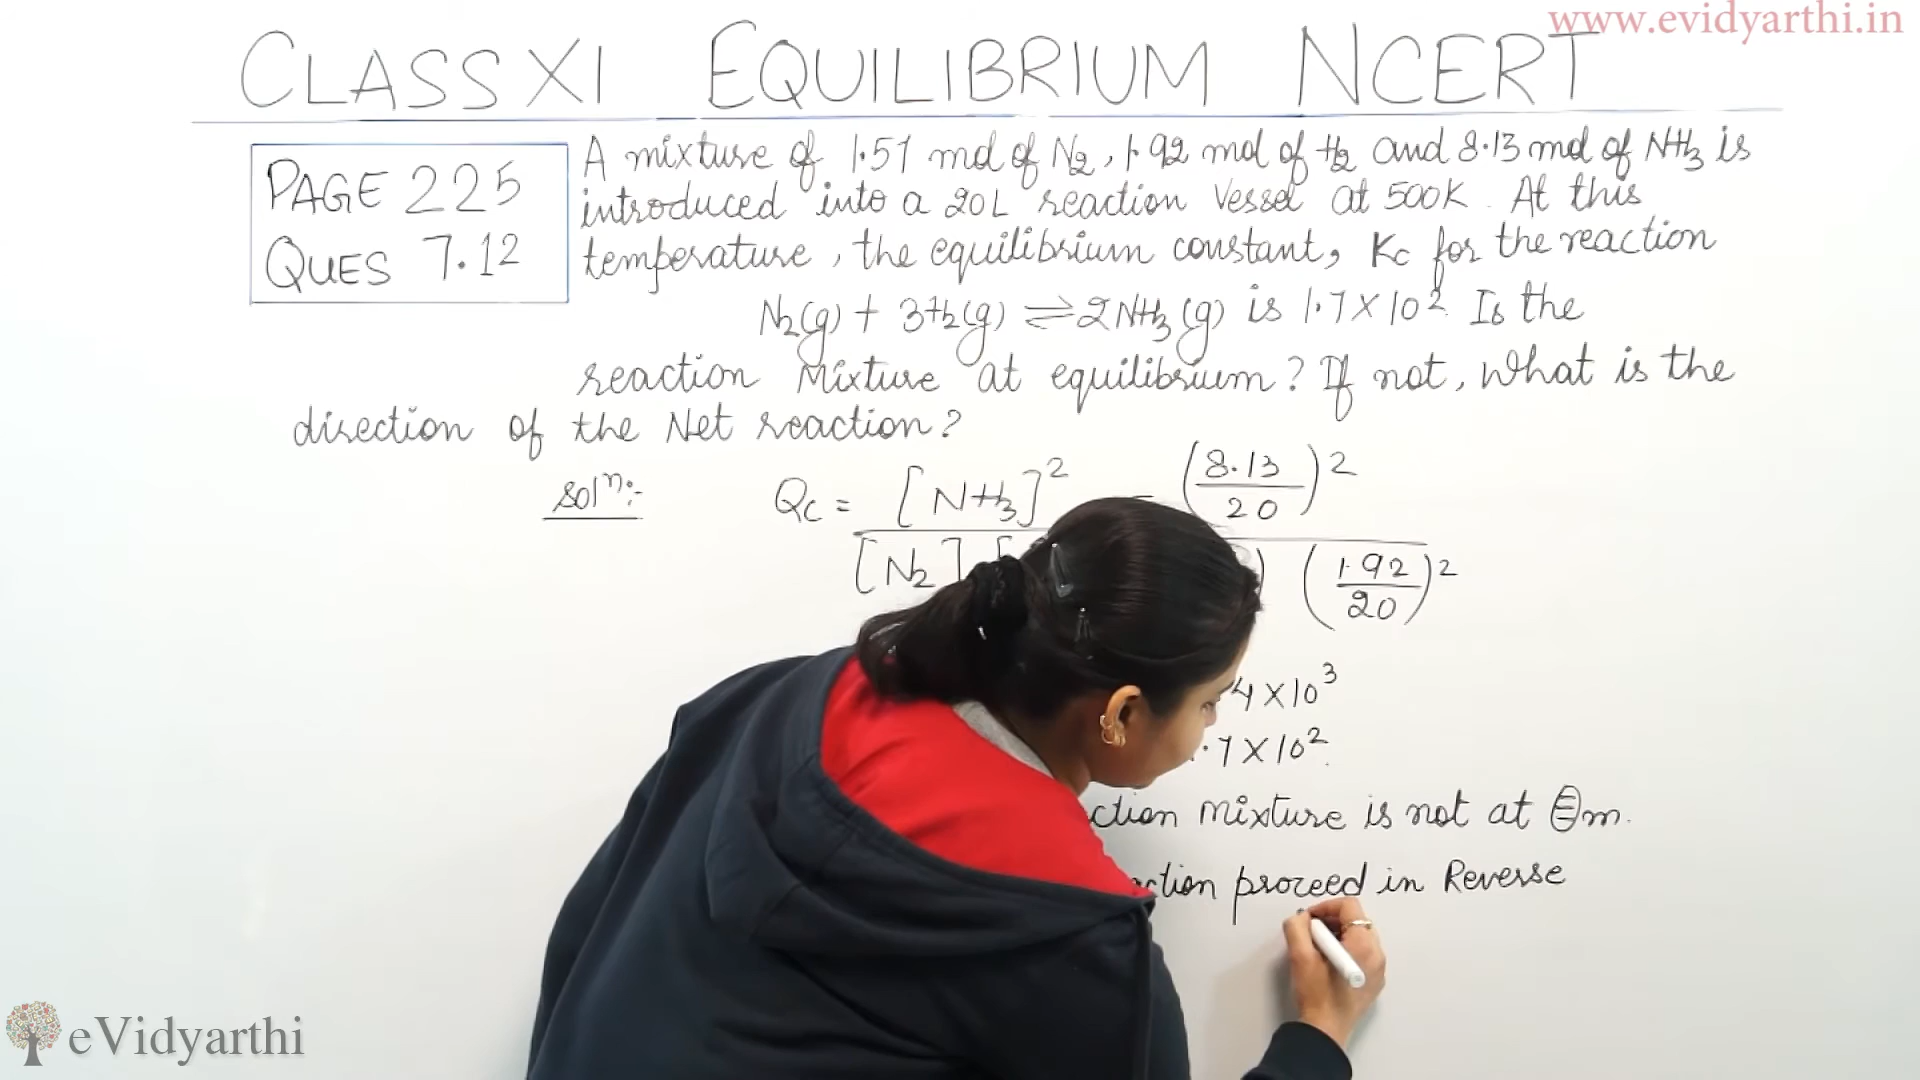 www.evidyarthi.in
CLASS XI EQUILIBRIUM NCERT
PAGE 225
QUES 7.12
A mixture of 1.57 mol of N2, 1.92 mol of H2 and 8.13 mol of NH3 is
introduced into a 20L reaction Vessel at 500K. At this
temperature, the equilibrium constant, Kc for the reaction
N2(g) + 3H2(g) ⇌ 2NH3(g) is 1.7 X 10². Is the
reaction Mixture at equilibrium? If not, What is the
direction of the Net reaction?
Solⁿ:- Qc = [NH3]² = (8.13/20)²
[N2] (1.92/20)²
4 X 10³
.7 X 10²
ction mixture is not at m.
ction proceed in Reverse
eVidyarthi